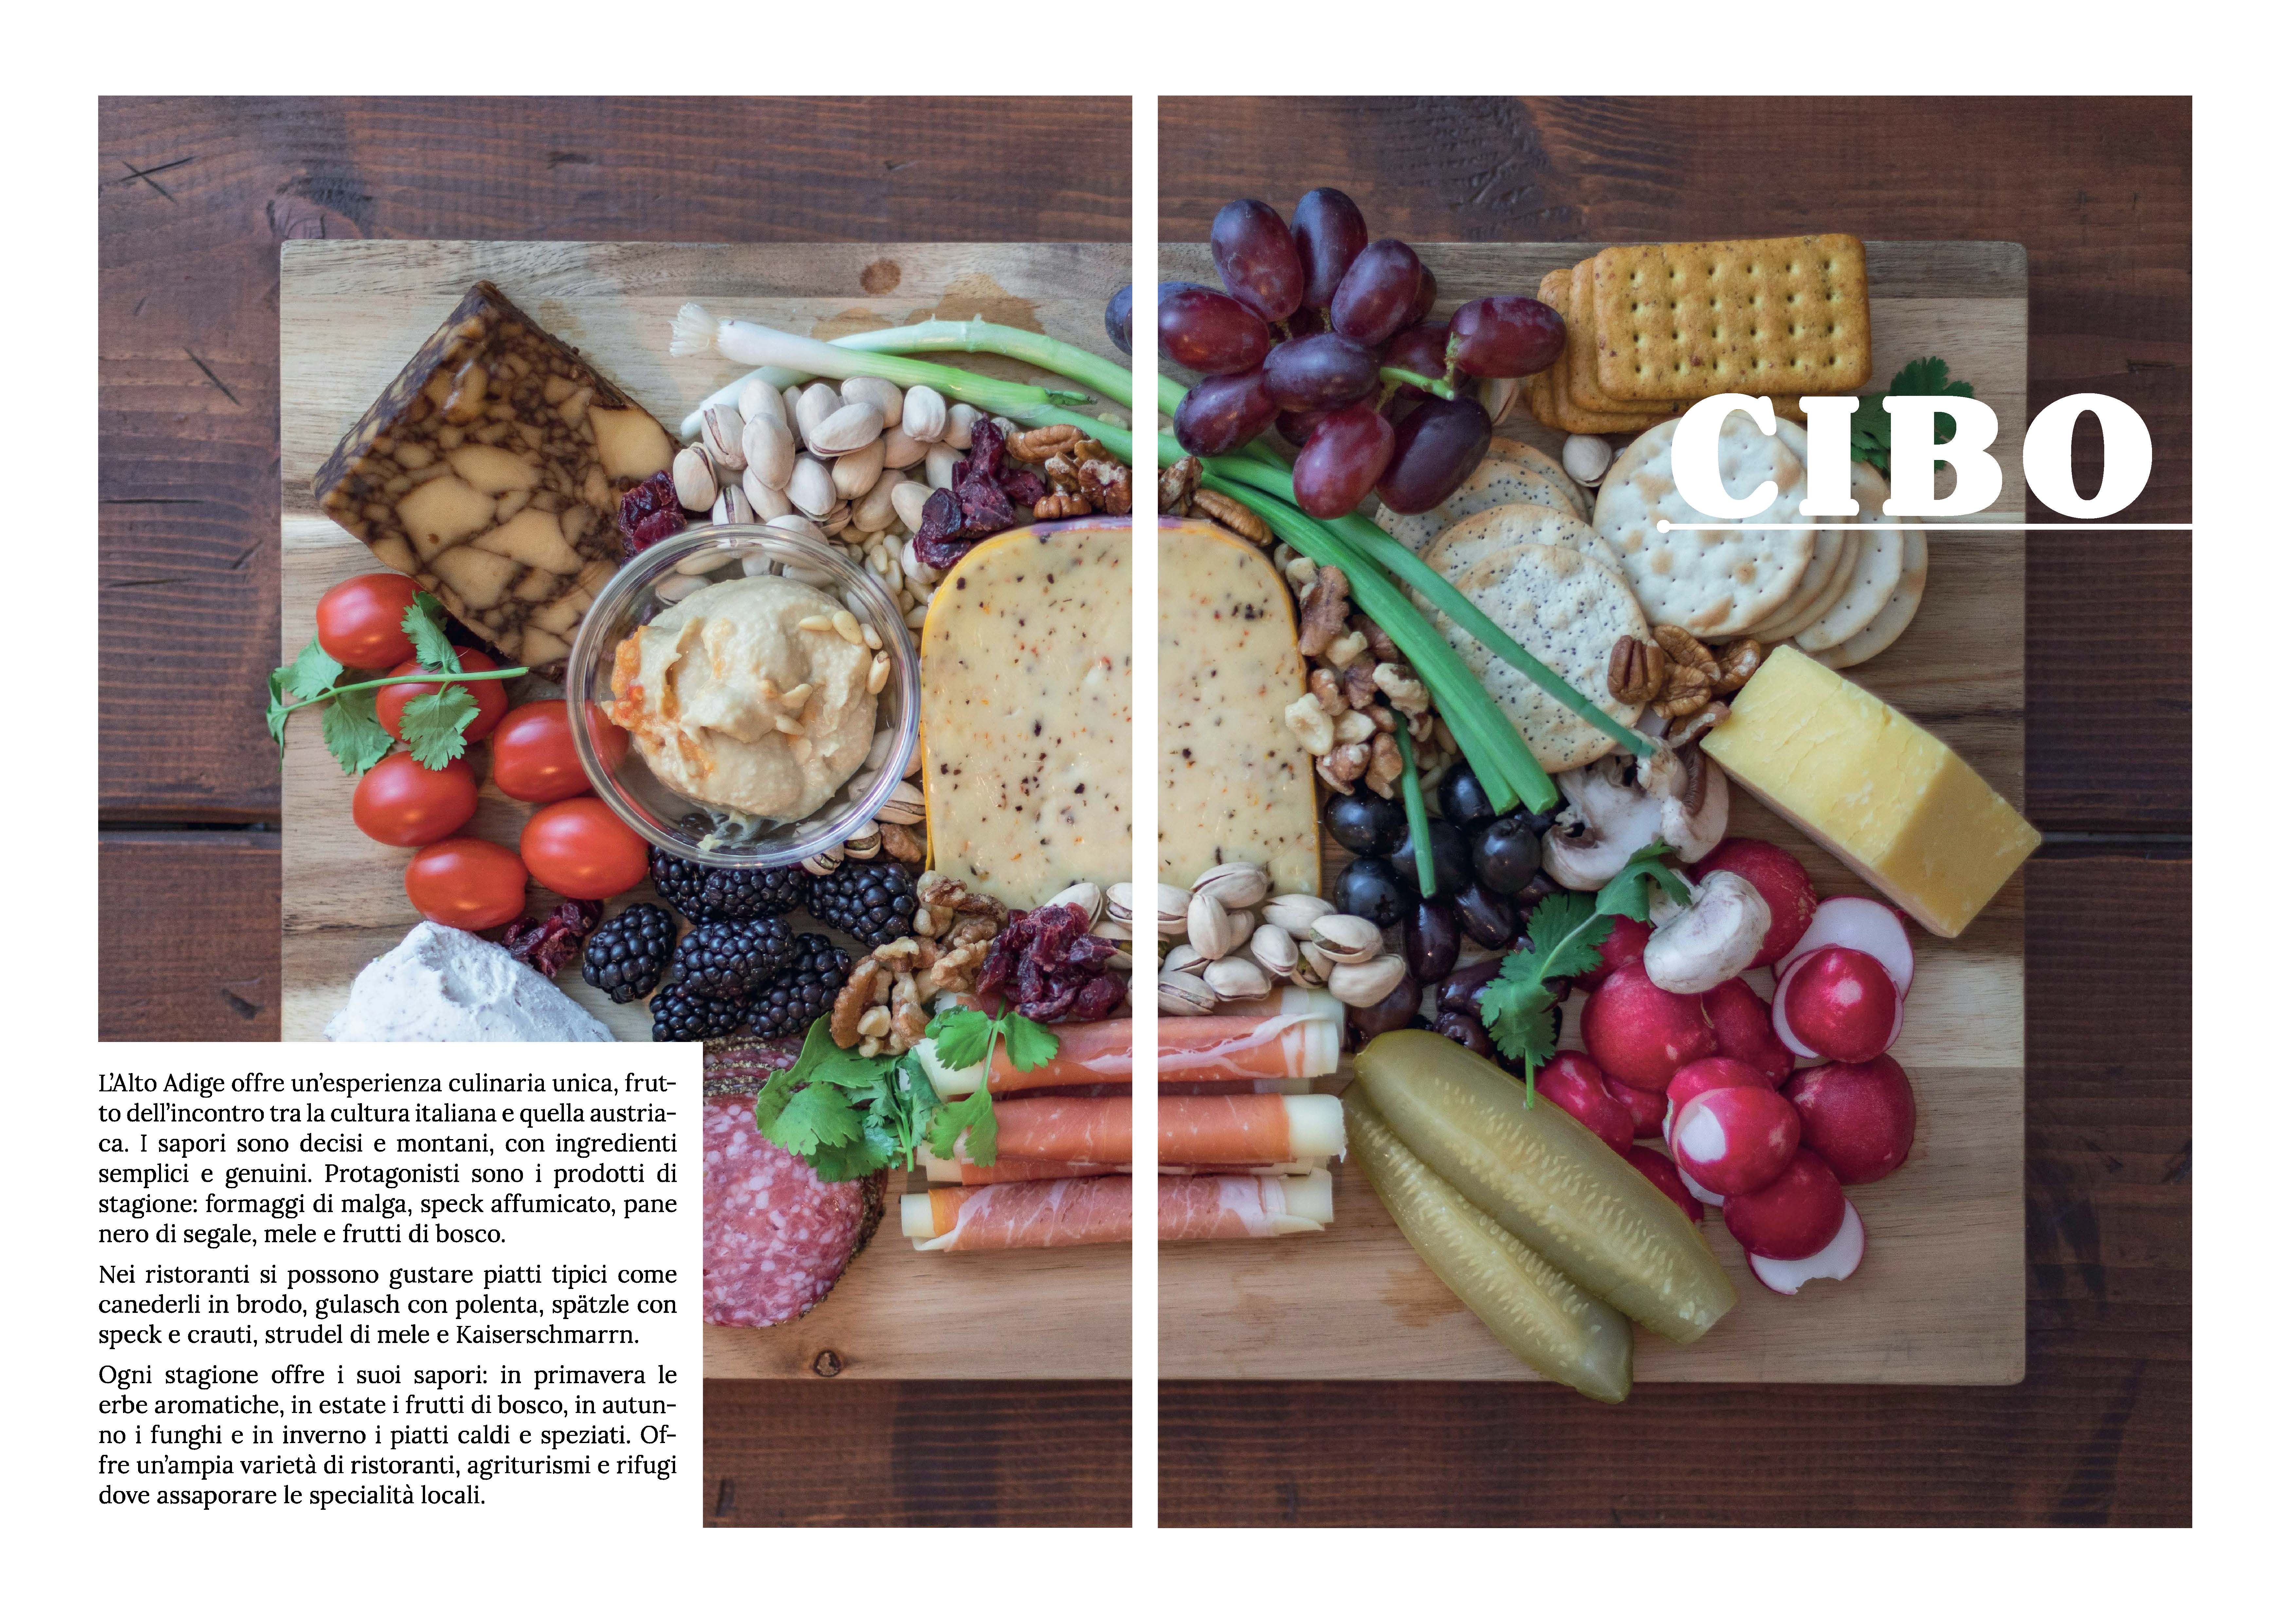 CIBO
L'Alto Adige offre un'esperienza culinaria unica, frut-
to dell'incontro tra la cultura italiana e quella austria-
ca. I sapori sono decisi e montani, con ingredienti
semplici e genuini. Protagonisti sono i prodotti di
stagione: formaggi di malga, speck affumicato, pane
nero di segale, mele e frutti di bosco.
Nei ristoranti si possono gustare piatti tipici come
canederli in brodo, gulasch con polenta, spätzle con
speck e crauti, strudel di mele e Kaiserschmarrn.
Ogni stagione offre i suoi sapori: in primavera le
erbe aromatiche, in estate i frutti di bosco, in autun-
no i funghi e in inverno i piatti caldi e speziati. Of-
fre un'ampia varietà di ristoranti, agriturismi e rifugi
dove assaporare le specialità locali.